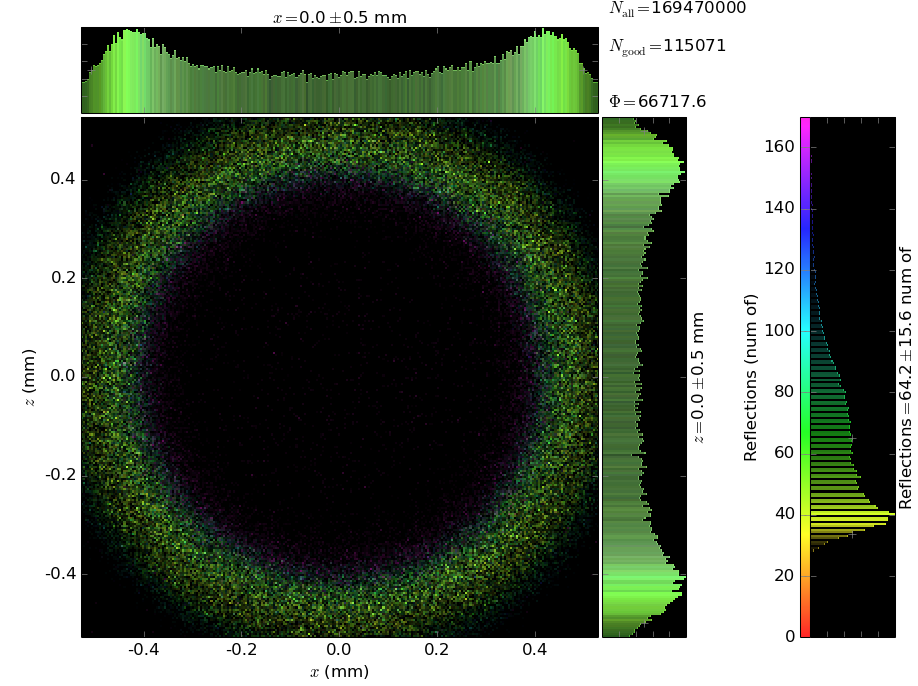 x=0.0 ±0.5 mm
N_all=169470000
N_good=115071
Φ=66717.6
0.4
0.2
0.0
-0.2
-0.4
z (mm)
-0.4
-0.2
0.0
0.2
0.4
x (mm)
z=0.0±0.5 mm
160
140
120
100
80
60
40
20
0
Reflections (num of)
Reflections=64.2±15.6 num of